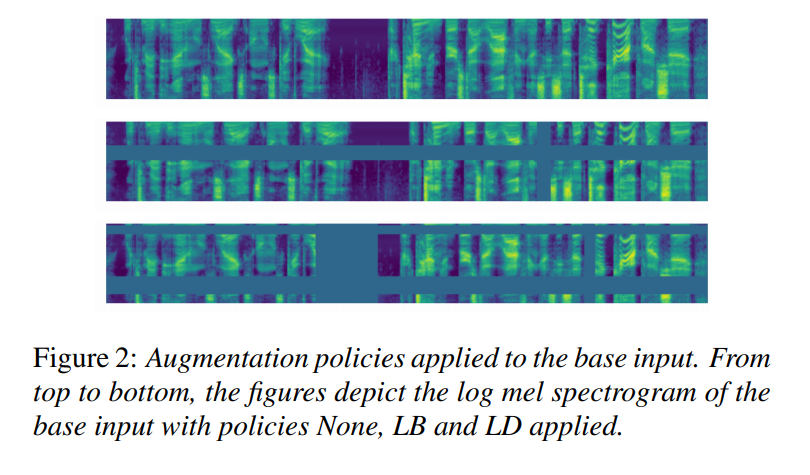 Figure 2: Augmentation policies applied to the base input. From
top to bottom, the figures depict the log mel spectrogram of the
base input with policies None, LB and LD applied.